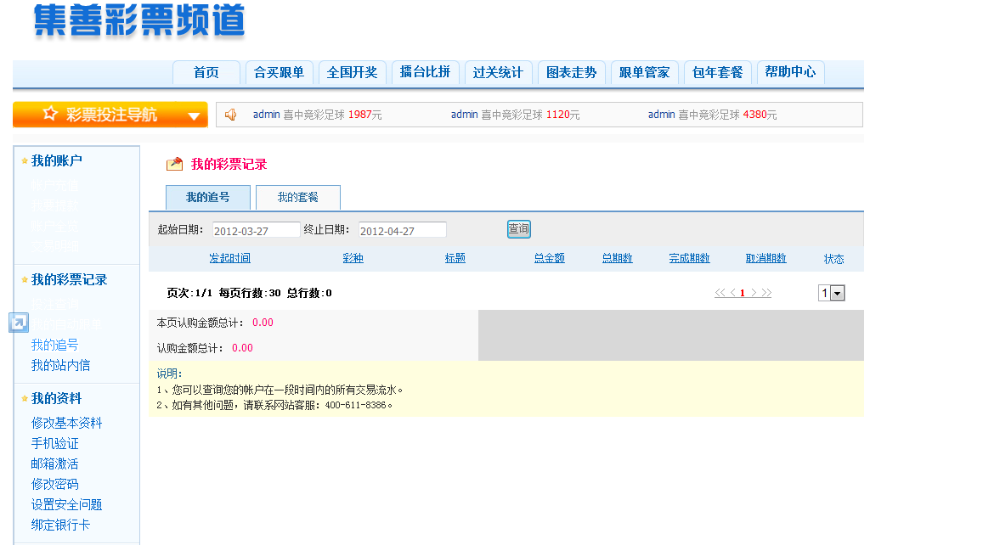 集善彩票频道
首页 合买跟单 全国开奖 擂台比拼 过关统计 图表走势 跟单管家 包年套餐 帮助中心
彩票投注导航 admin 喜中竞彩足球 1987元 admin 喜中竞彩足球 1120元 admin 喜中竞彩足球 4380元
我的账户
我的彩票记录
我的追号
我的站内信
我的资料
修改基本资料
手机验证
邮箱激活
修改密码
设置安全问题
绑定银行卡
我的彩票记录
我的追号 我的套餐
起始日期： 2012-03-27 终止日期： 2012-04-27 查询
发起时间 彩种 标题 总金额 总期数 完成期数 取消期数 状态
页次:1/1 每页行数:30 总行数:0 1 1
本页认购金额总计： 0.00
认购金额总计： 0.00
说明:
1、您可以查询您的帐户在一段时间内的所有交易流水。
2、如有其他问题，请联系网站客服：400-611-8386。